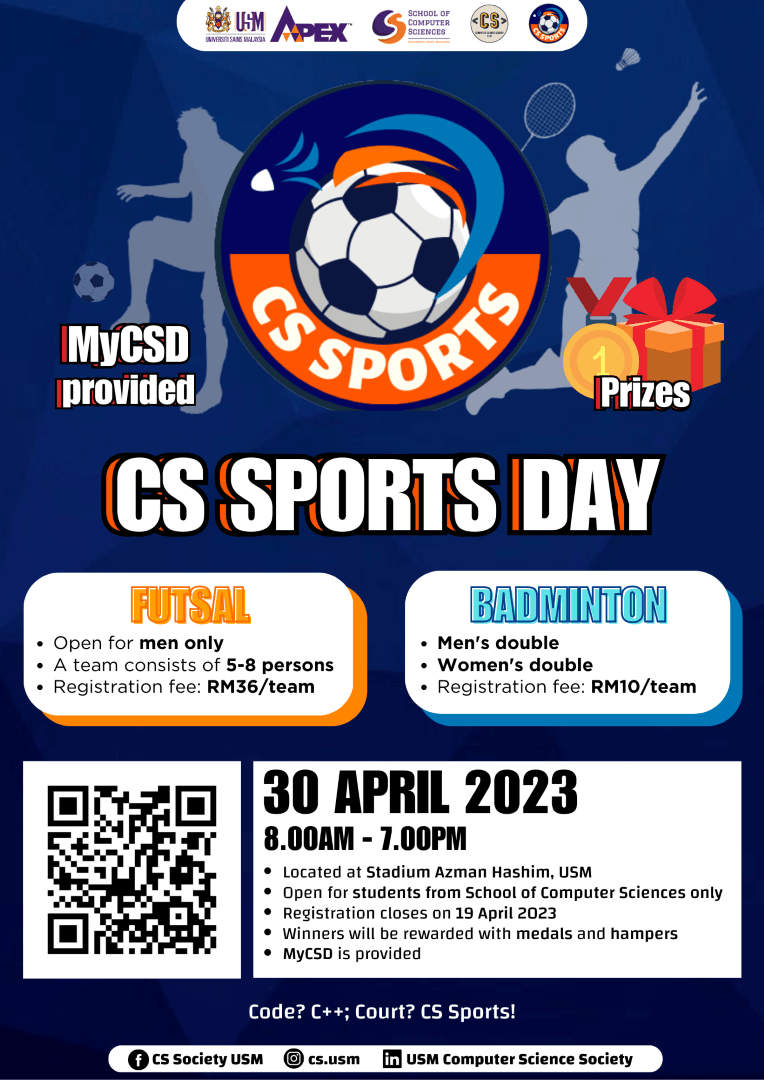 USM
UNIVERSITI SAINS MALAYSIA
APEX™
SCHOOL OF
COMPUTER
SCIENCES
<CS>
CS SPORTS
CS SPORTS
MyCSD
provided
1
Prizes
CS SPORTS DAY
FUTSAL
• Open for men only
• A team consists of 5-8 persons
• Registration fee: RM36/team
BADMINTON
• Men's double
• Women's double
• Registration fee: RM10/team
30 APRIL 2023
8.00AM - 7.00PM
• Located at Stadium Azman Hashim, USM
• Open for students from School of Computer Sciences only
• Registration closes on 19 April 2023
• Winners will be rewarded with medals and hampers
• MyCSD is provided
Code? C++; Court? CS Sports!
CS Society USM
cs.usm
USM Computer Science Society